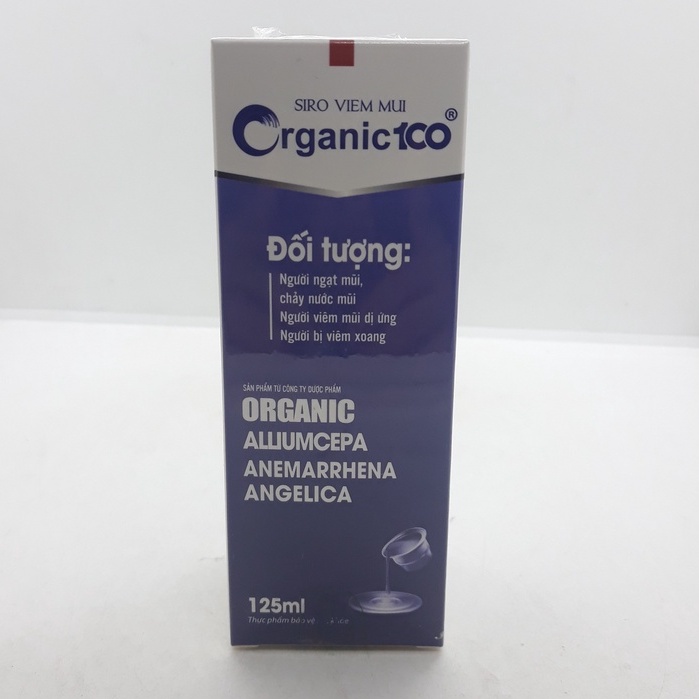 SIRO VIEM MUI
Organic100®
Đối tượng:
Người ngạt mũi,
chảy nước mũi
Người viêm mũi dị ứng
Người bị viêm xoang
SẢN PHẨM TỪ CÔNG TY DƯỢC PHẨM
ORGANIC
ALLIUMCEPA
ANEMARRHENA
ANGELICA
125ml
Thực phẩm bảo vệ